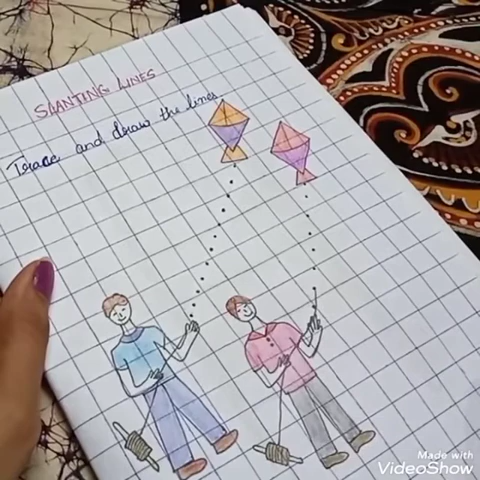 SLANTING LINES
Trace and draw the lines.
Made with
VideoShow